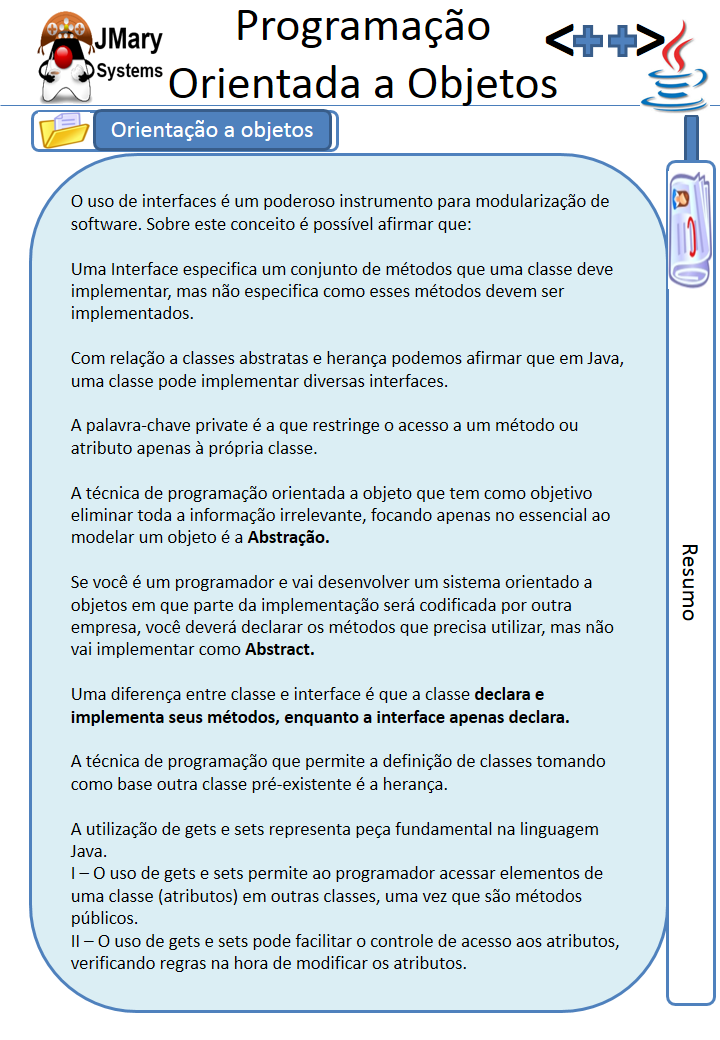 JMary
Systems
Programação
Orientada a Objetos
<++>
Orientação a objetos
O uso de interfaces é um poderoso instrumento para modularização de
software. Sobre este conceito é possível afirmar que:
Uma Interface especifica um conjunto de métodos que uma classe deve
implementar, mas não especifica como esses métodos devem ser
implementados.
Com relação a classes abstratas e herança podemos afirmar que em Java,
uma classe pode implementar diversas interfaces.
A palavra-chave private é a que restringe o acesso a um método ou
atributo apenas à própria classe.
A técnica de programação orientada a objeto que tem como objetivo
eliminar toda a informação irrelevante, focando apenas no essencial ao
modelar um objeto é a Abstração.
Se você é um programador e vai desenvolver um sistema orientado a
objetos em que parte da implementação será codificada por outra
empresa, você deverá declarar os métodos que precisa utilizar, mas não
vai implementar como Abstract.
Uma diferença entre classe e interface é que a classe declara e
implementa seus métodos, enquanto a interface apenas declara.
A técnica de programação que permite a definição de classes tomando
como base outra classe pré-existente é a herança.
A utilização de gets e sets representa peça fundamental na linguagem
Java.
I – O uso de gets e sets permite ao programador acessar elementos de
uma classe (atributos) em outras classes, uma vez que são métodos
públicos.
II – O uso de gets e sets pode facilitar o controle de acesso aos atributos,
verificando regras na hora de modificar os atributos.
Resumo